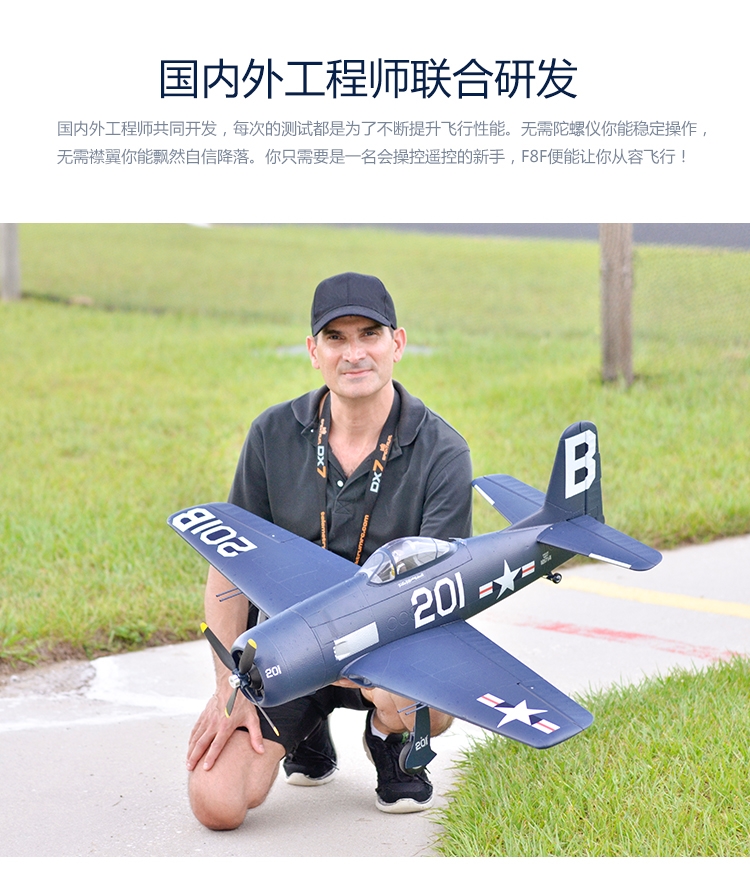 国内外工程师联合研发
国内外工程师共同开发，每次的测试都是为了不断提升飞行性能。无需陀螺仪你能稳定操作，
无需襟翼你能飘然自信降落。你只需要是一名会操控遥控的新手，F8F便能让你从容飞行！
B
201B
DX7
DX7
201
201
201